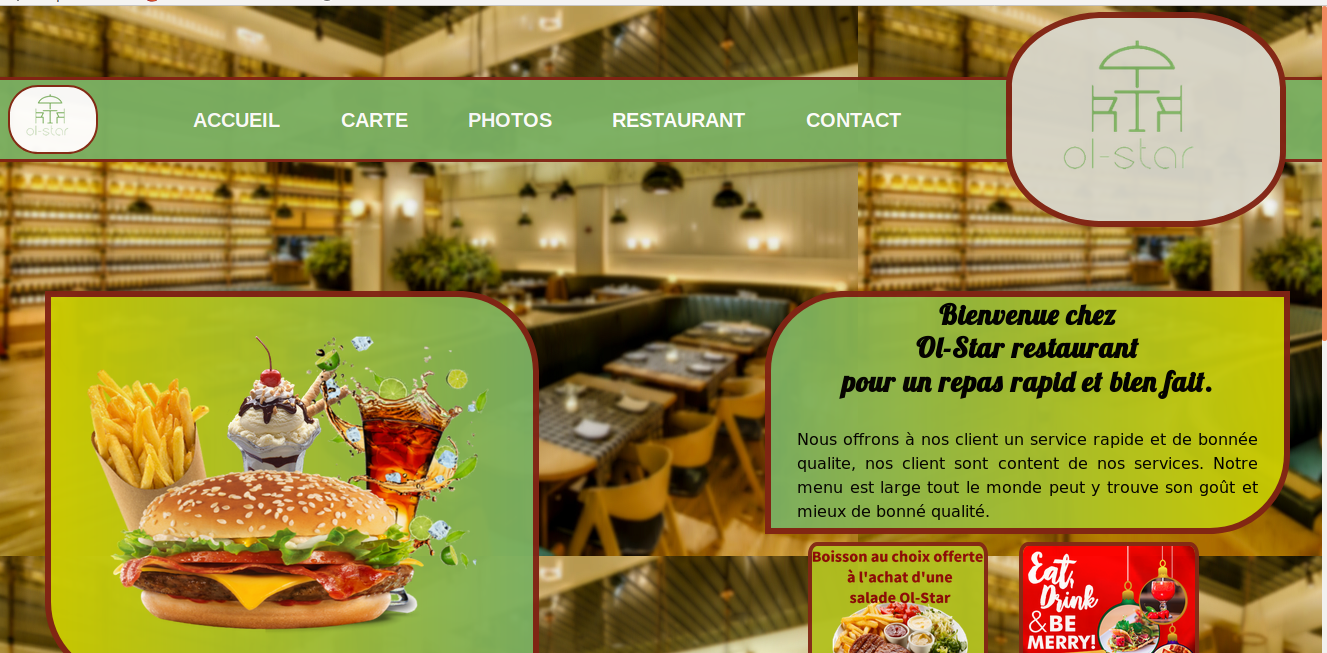 ol-star
ACCUEIL
CARTE
PHOTOS
RESTAURANT
CONTACT
ol-star
Bienvenue chez
Ol-Star restaurant
pour un repas rapid et bien fait.
Nous offrons à nos client un service rapide et de bonnée
qualite, nos client sont content de nos services. Notre
menu est large tout le monde peut y trouve son goût et
mieux de bonné qualité.
Boisson au choix offerte
à l'achat d'une
salade Ol-Star
Eat,
Drink
& BE
MERRY!